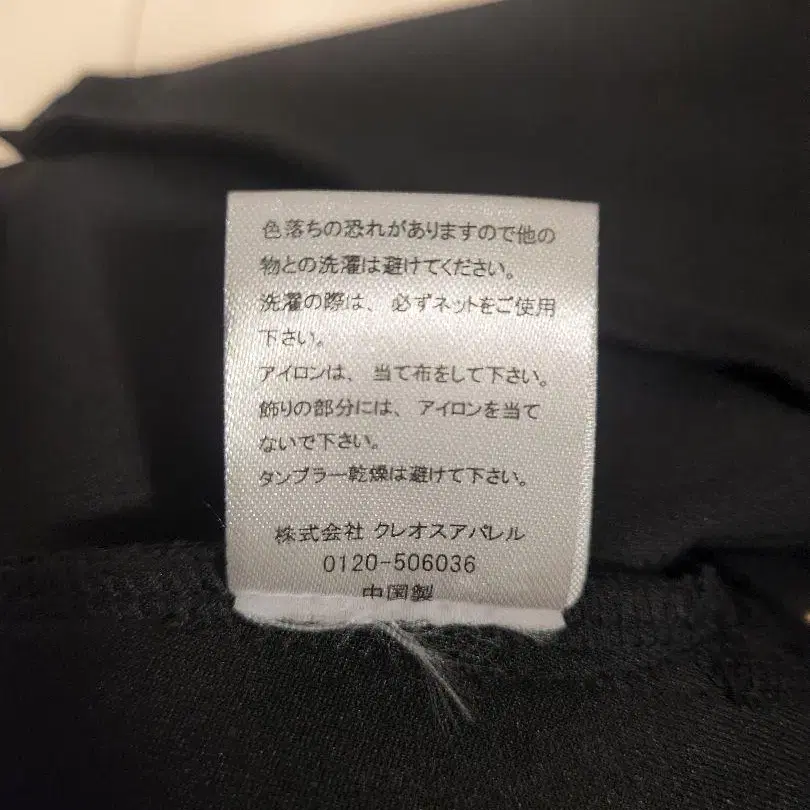 色落ちの恐れがありますので他の
物との洗濯は避けてください。
洗濯の際は、必ずネットをご使用
下さい。
アイロンは、当て布をして下さい。
飾りの部分には、アイロンを当て
ないで下さい。
タンブラー乾燥は避けて下さい。
株式会社 クレオスアパレル
0120-506036
中国製